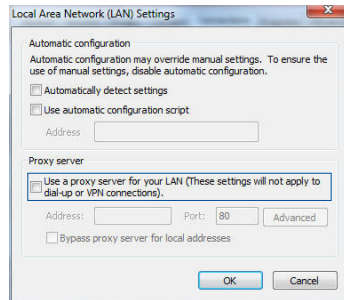 Local Area Network (LAN) Settings
Automatic configuration
Automatic configuration may override manual settings. To ensure the
use of manual settings, disable automatic configuration.
Automatically detect settings
Use automatic configuration script
Address
Proxy server
Use a proxy server for your LAN (These settings will not apply to
dial-up or VPN connections).
Address: Port: 80 Advanced
Bypass proxy server for local addresses
OK Cancel